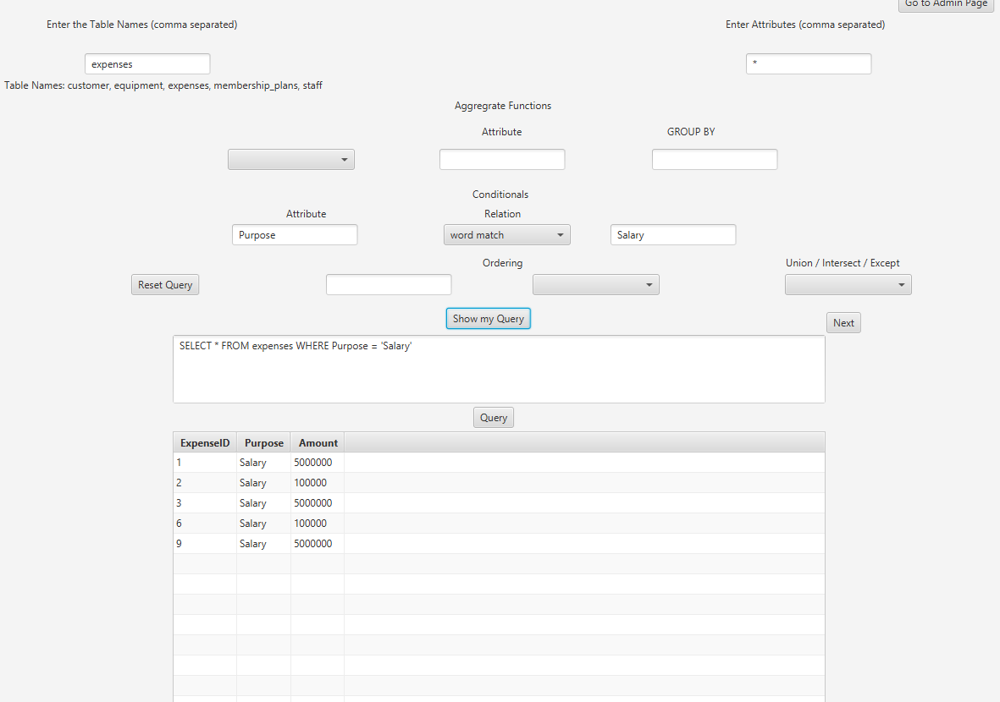 Go to Admin Page
Enter the Table Names (comma separated)
Enter Attributes (comma separated)
expenses
*
Table Names: customer, equipment, expenses, membership_plans, staff
Aggregrate Functions
Attribute
GROUP BY
Conditionals
Attribute
Relation
Purpose
word match
Salary
Ordering
Union / Intersect / Except
Reset Query
Show my Query
Next
SELECT * FROM expenses WHERE Purpose = 'Salary'
Query
ExpenseID Purpose Amount
1 Salary 5000000
2 Salary 100000
3 Salary 5000000
6 Salary 100000
9 Salary 5000000